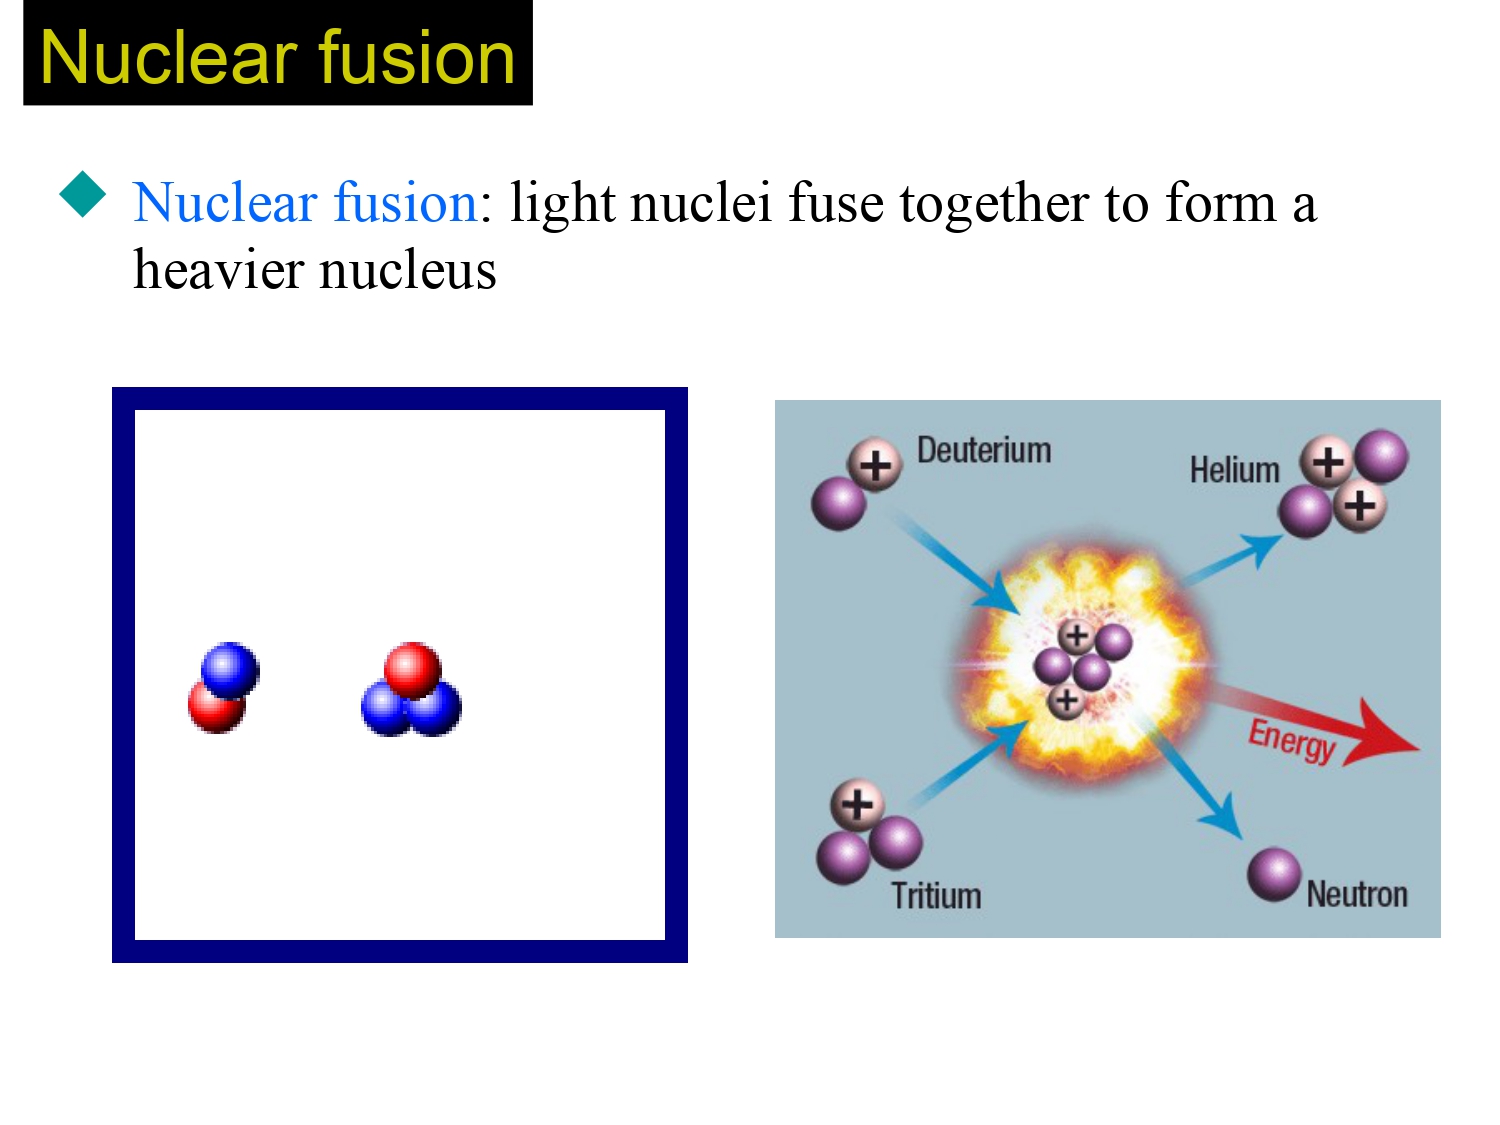 Nuclear fusion
Nuclear fusion: light nuclei fuse together to form a
heavier nucleus
Deuterium
Helium
+
+
+
+
+
Energy
+
Tritium
Neutron